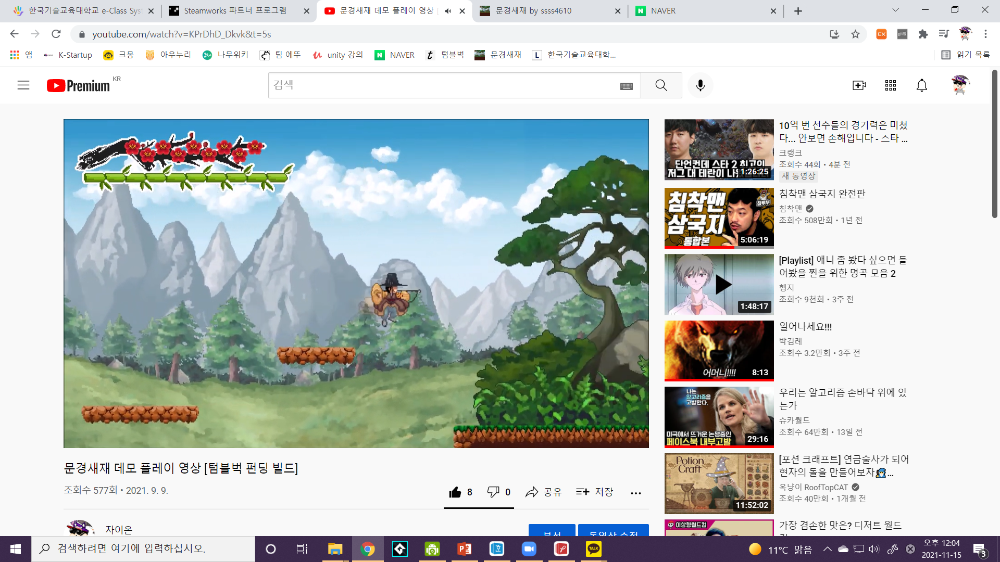 한국기술교육대학교 e-Class Sys
Steamworks 파트너 프로그램
문경새재 데모 플레이 영상 [
문경새재 by ssss4610
NAVER
youtube.com/watch?v=KPrDhD_Dkvk&t=5s
앱
K-Startup
크몽
아우누리
나무위키
팀 에뚜
unity 강의
NAVER
텀블벅
문경새재
한국기술교육대학...
읽기 목록
Premium KR
검색
10억 번 선수들의 경기력은 미쳤
다... 안보면 손해입니다 - 스타 ...
크랭크
조회수 44회 • 4분 전
새 동영상
단언컨데 스타 2 최고의
저그 대 테란이
1:26:25
침착맨 삼국지 완전판
침착맨
조회수 508만회 • 1년 전
침착맨
삼국지
통합본
5:06:19
[Playlist] 애니 좀 봤다 싶으면 들
어봤을 찐을 위한 명곡 모음 2
헹지
조회수 9천회 • 3주 전
1:48:17
일어나세요!!!
박김례
조회수 3.2만회 • 3주 전
어머니!!!!
8:13
우리는 알고리즘 손바닥 위에 있
는가
슈카월드
조회수 64만회 • 13일 전
나는
알고리즘을
고발한다.
미국에서 뜨거운 논쟁중인
페이스북 내부고발
29:16
[포션 크래프트] 연금술사가 되어
현자의 돌을 만들어보자🧙...
옥냥이 RoofTopCAT
조회수 40만회 • 1개월 전
Potion
Craft
11:52:02
가장 겸손한 맛은? 디저트 월드
이상형월드컵
문경새재 데모 플레이 영상 [텀블벅 펀딩 빌드]
조회수 577회 • 2021. 9. 9.
8
0
공유
저장
자이온
분석
동영상 수정
검색하려면 여기에 입력하십시오.
TALK
11°C 맑음
오후 12:04
2021-11-15
3